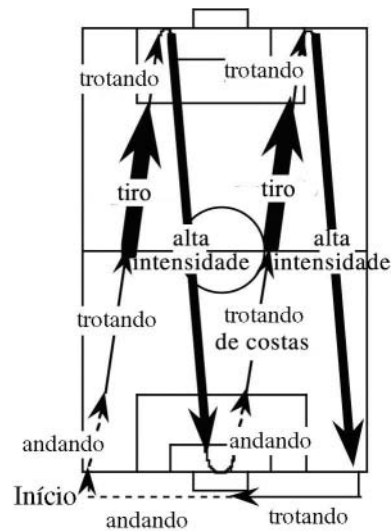 trotando
trotando
tiro
tiro
alta
intensidade
alta
intensidade
trotando
trotando
de costas
andando
andando
Início
andando
trotando